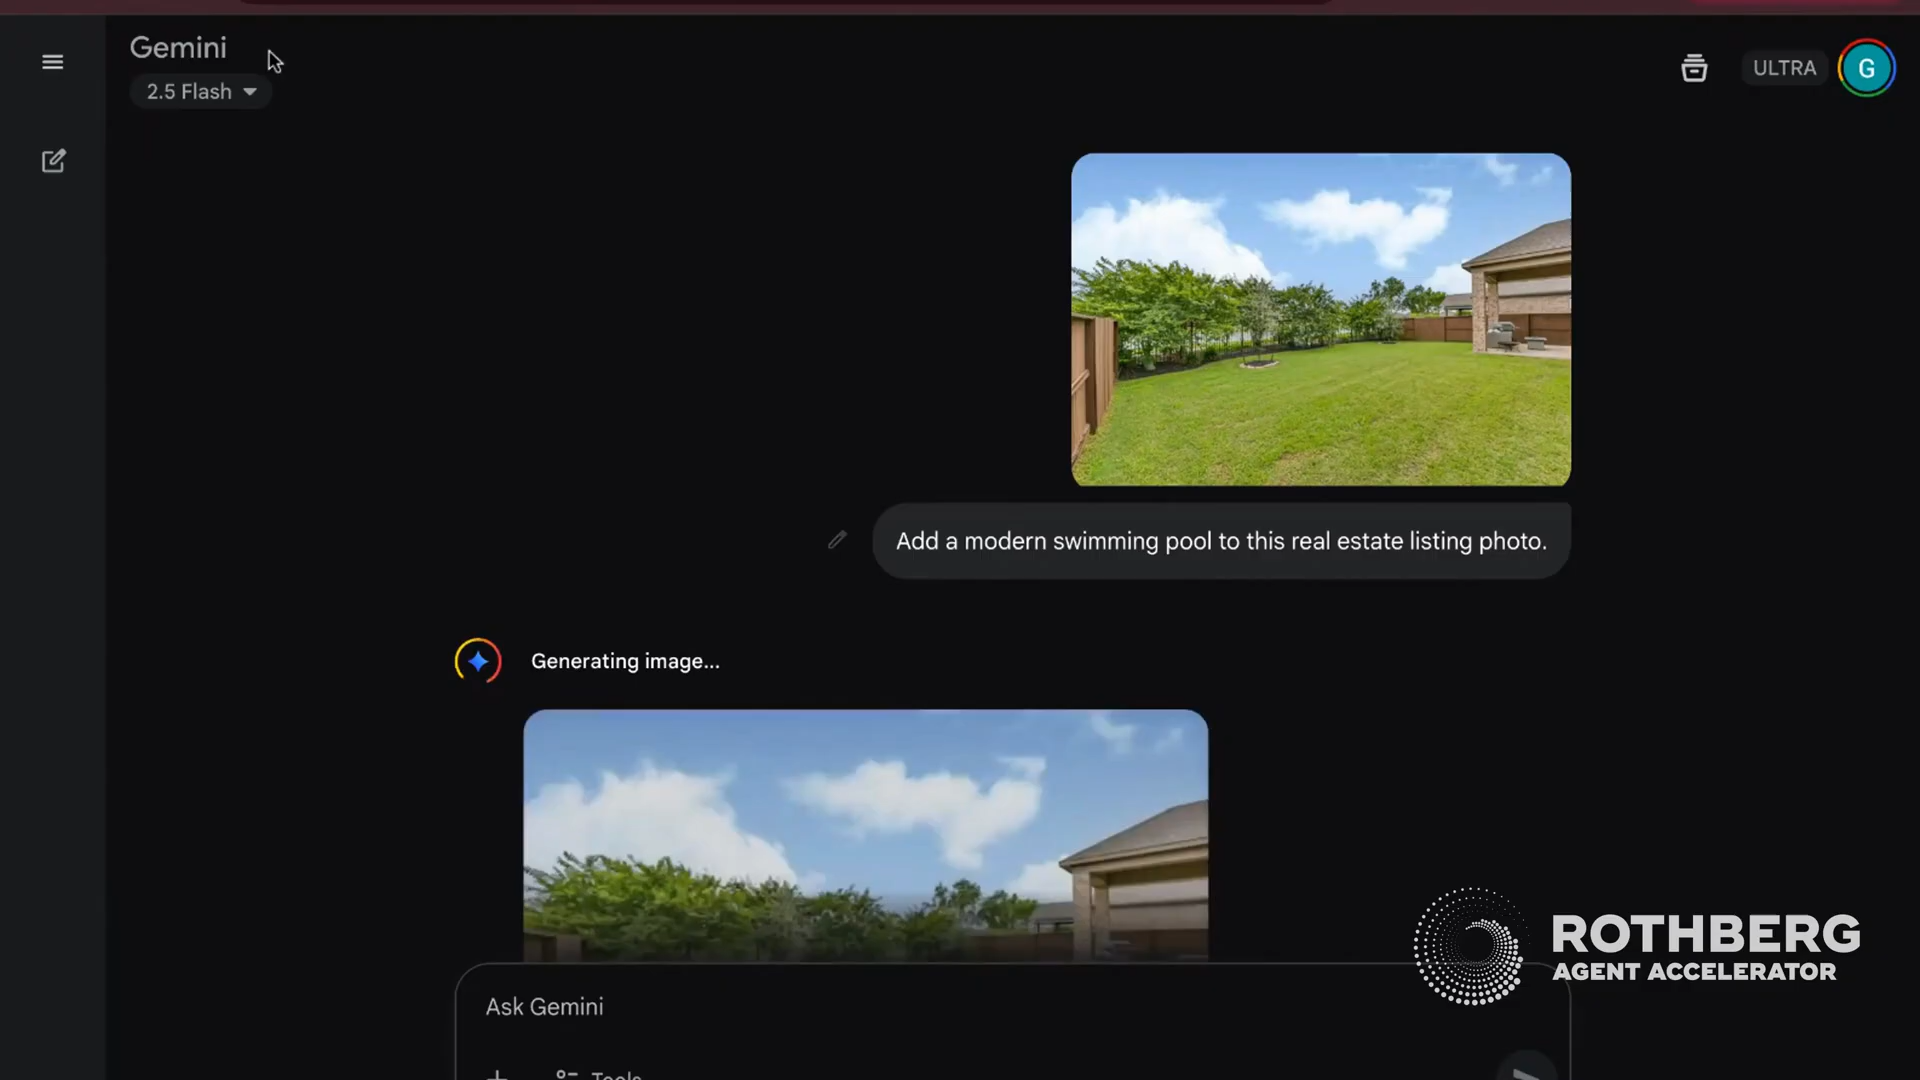 Gemini
2.5 Flash
ULTRA
G
Add a modern swimming pool to this real estate listing photo.
Generating image...
Ask Gemini
Tools
ROTHBERG
AGENT ACCELERATOR